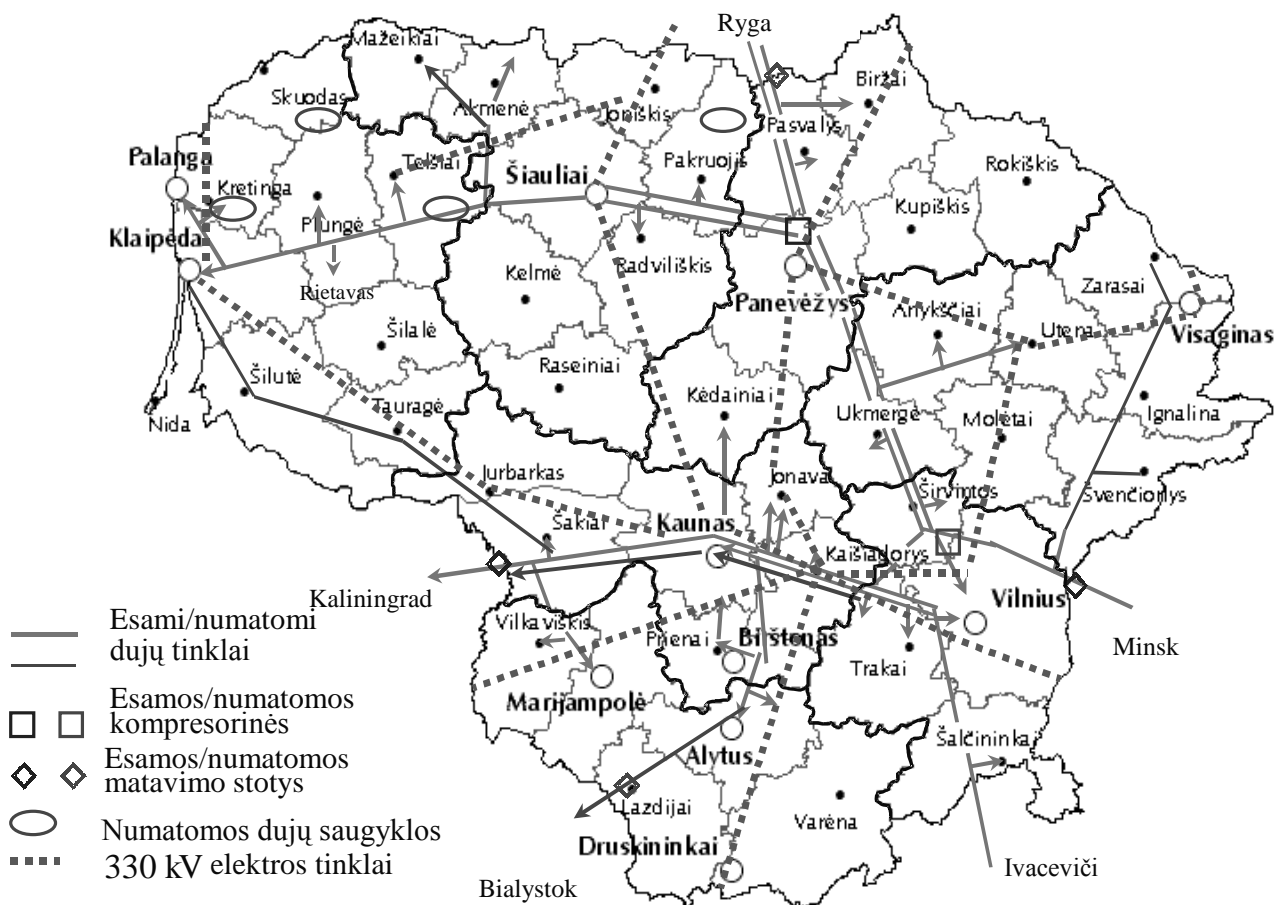 Ryga
Mažeikiai
Skuodas
Akmenė
Joniškis
Biržai
Pasvalys
Palanga
Kretinga
Telšiai
Šiauliai
Pakruojis
Rokiškis
Kupiškis
Plungė
Klaipėda
Rietavas
Kelmė
Radviliškis
Panevėžys
Anykščiai
Zarasai
Utena
Visaginas
Šilalė
Šilutė
Raseiniai
Kėdainiai
Ukmergė
Molėtai
Ignalina
Nida
Tauragė
Jurbarkas
Jonava
Širvintos
Švenčionys
Šakiai
Kaunas
Kaišiadorys
Kaliningrad
Vilnius
Vilkaviškis
Prienai
Birštonas
Minsk
Trakai
Marijampolė
Alytus
Šalčininka
Lazdijai
Varėna
Druskininkai
Bialystok
Ivaceviči
Esami/numatomi
dujų tinklai
Esamos/numatomos
kompresorinės
Esamos/numatomos
matavimo stotys
Numatomos dujų saugyklos
330 kV elektros tinklai